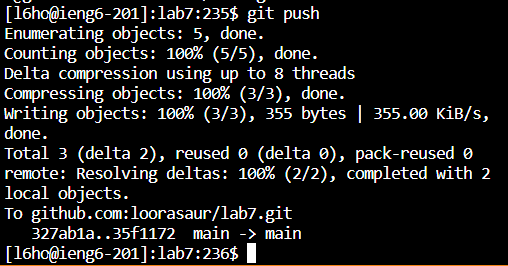 [l6ho@ieng6-201]:lab7:235$ git push
Enumerating objects: 5, done.
Counting objects: 100% (5/5), done.
Delta compression using up to 8 threads
Compressing objects: 100% (3/3), done.
Writing objects: 100% (3/3), 355 bytes | 355.00 KiB/s,
done.
Total 3 (delta 2), reused 0 (delta 0), pack-reused 0
remote: Resolving deltas: 100% (2/2), completed with 2
local objects.
To github.com:loorasaur/lab7.git
   327ab1a..35f1172  main -> main
[l6ho@ieng6-201]:lab7:236$